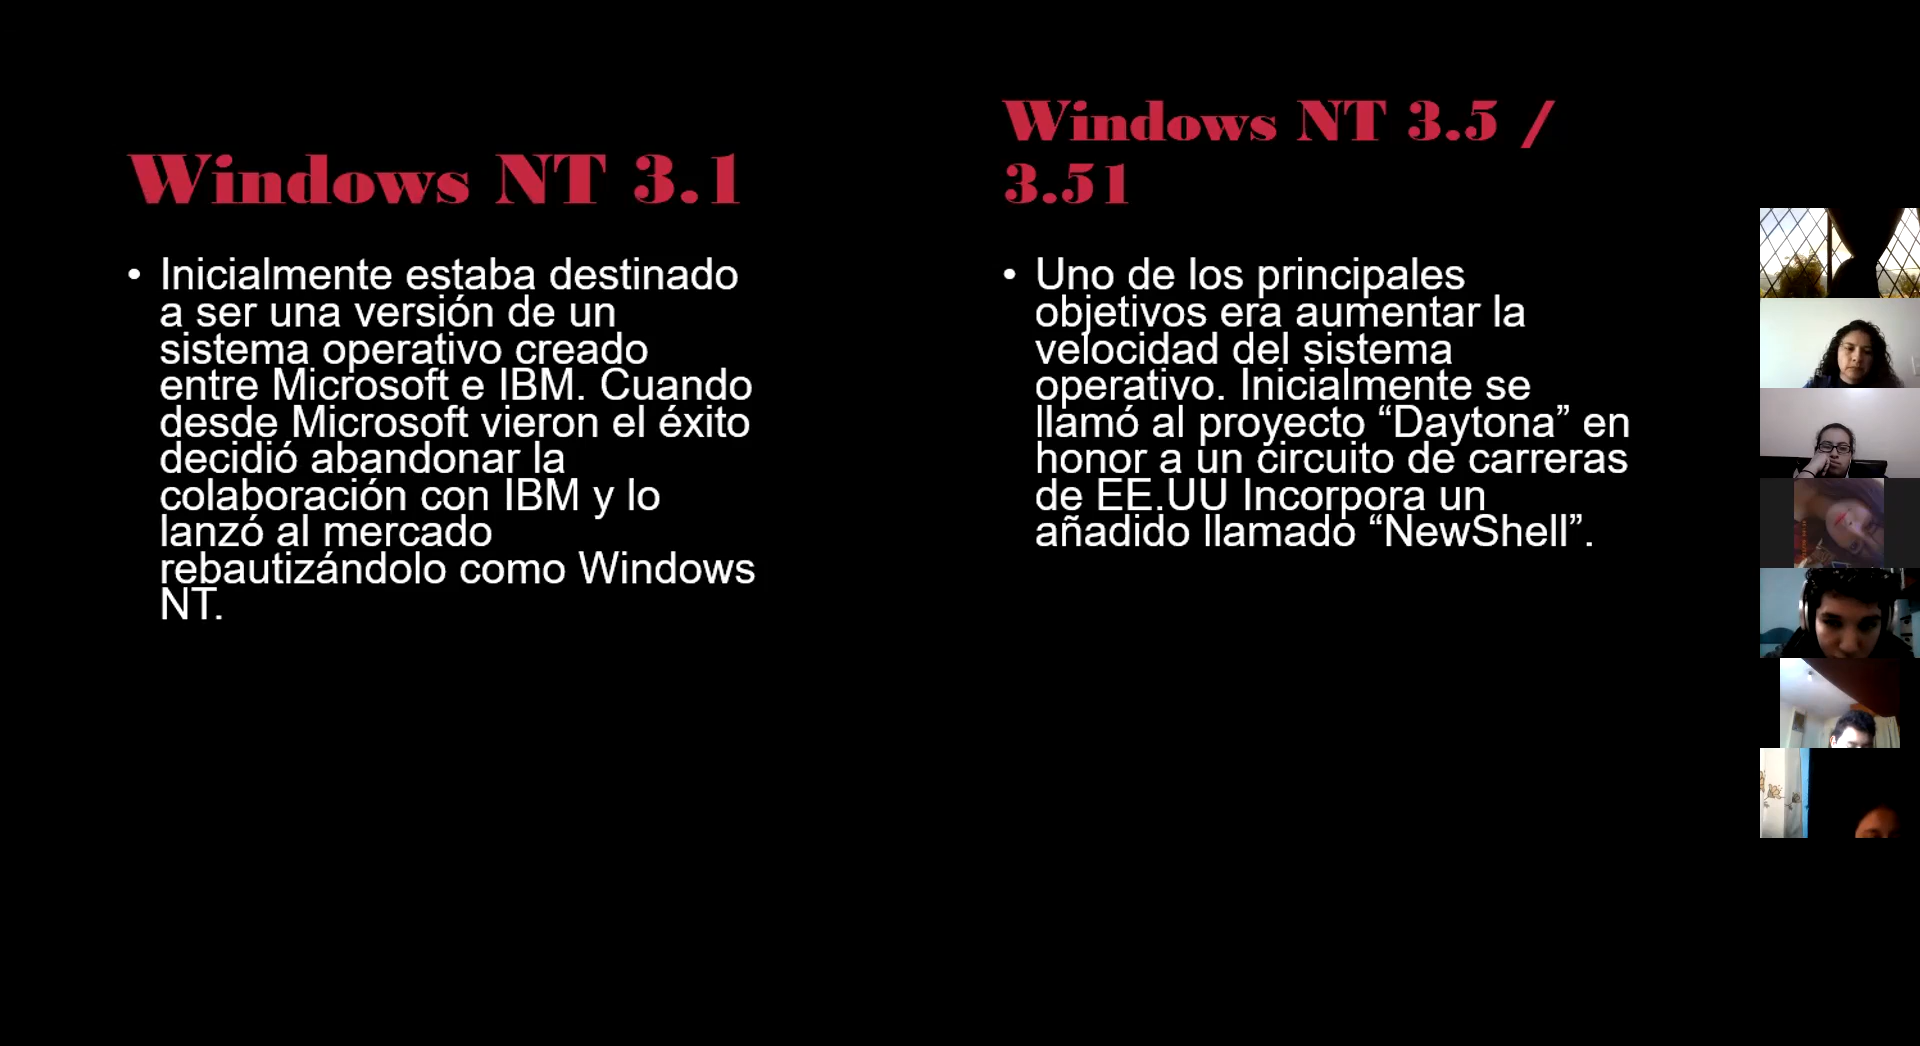 Windows NT 3.1
• Inicialmente estaba destinado
a ser una versión de un
sistema operativo creado
entre Microsoft e IBM. Cuando
desde Microsoft vieron el éxito
decidió abandonar la
colaboración con IBM y lo
lanzó al mercado
rebautizándolo como Windows
NT.
Windows NT 3.5 /
3.51
• Uno de los principales
objetivos era aumentar la
velocidad del sistema
operativo. Inicialmente se
llamó al proyecto “Daytona” en
honor a un circuito de carreras
de EE.UU Incorpora un
añadido llamado “NewShell”.